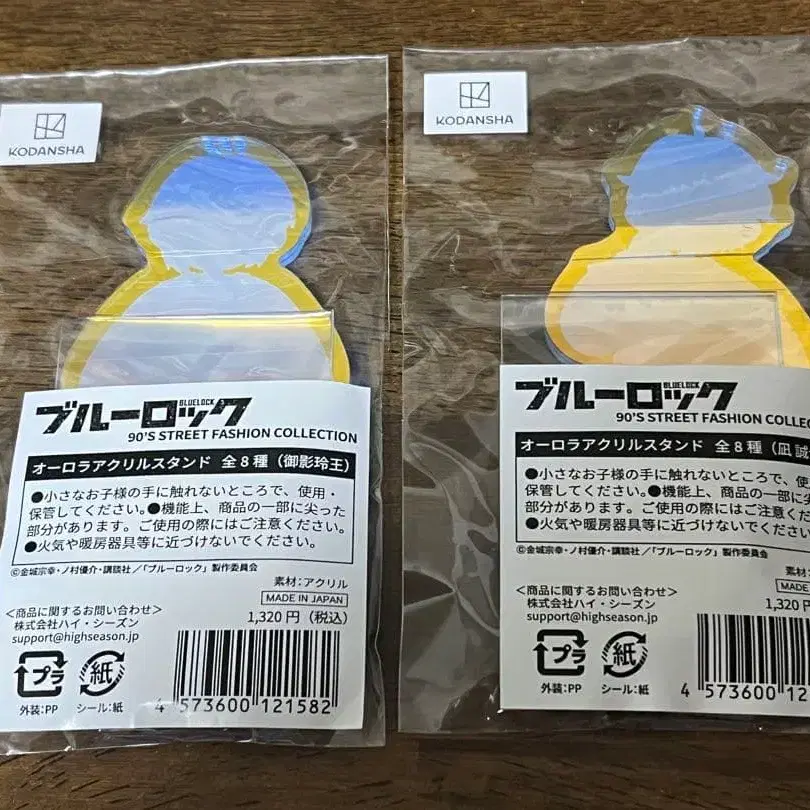 KODANSHA
ブルーロック
BLUELOCK
90'S STREET FASHION COLLECTION
オーロラアクリルスタンド 全8種（御影玲王）
●小さなお子様の手に触れないところで、使用・
保管してください。●機能上、商品の一部に尖った
部分があります。ご使用の際にはご注意ください。
●火気や暖房器具等に近づけないでください。
©金城宗幸・ノ村優介・講談社／「ブルーロック」製作委員会
素材：アクリル
MADE IN JAPAN
1,320円（税込）
＜商品に関するお問い合わせ＞
株式会社ハイ・シーズン
support@highseason.jp
プラ
外装：PP
紙
シール：紙
4 573600 121582
KODANSHA
ブルーロック
BLUELOCK
90'S STREET FASHION COLLEC
オーロラアクリルスタンド 全8種（凪 誠
●小さなお子様の手に触れないところで、使用
保管してください。●機能上、商品の一部に尖
部分があります。ご使用の際にはご注意くださ
●火気や暖房器具等に近づけないでください。
©金城宗幸・ノ村優介・講談社／「ブルーロック」製作委員会
素材：
MADE
1,320円
＜商品に関するお問い合わせ＞
株式会社ハイ・シーズン
support@highseason.jp
プラ
外装：PP
紙
シール：紙
4 573600 12